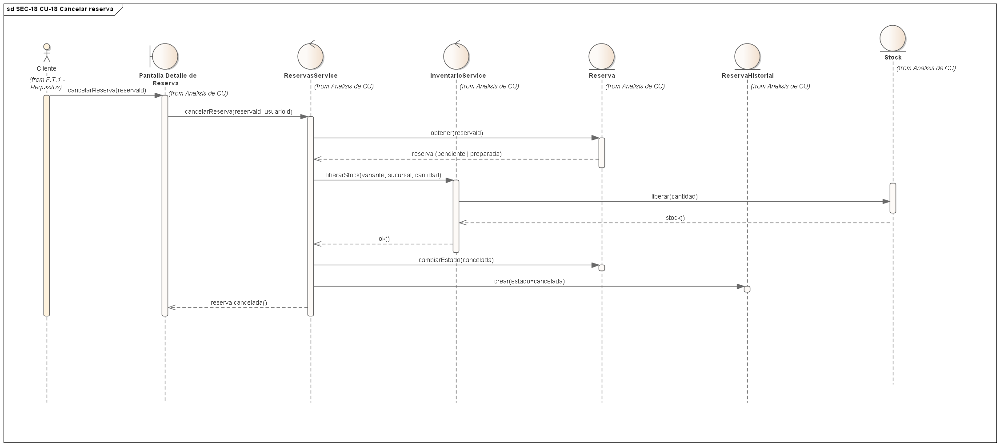 sd SEC-18 CU-18 Cancelar reserva
Cliente
(from F.T.1 -
Requisitos)
Pantalla Detalle de
Reserva
(from Analisis de CU)
ReservasService
(from Analisis de CU)
InventarioService
(from Analisis de CU)
Reserva
(from Analisis de CU)
ReservaHistorial
(from Analisis de CU)
Stock
(from Analisis de CU)
cancelarReserva(reservaId)
cancelarReserva(reservaId, usuarioId)
obtener(reservaId)
reserva (pendiente | preparada)
liberarStock(variante, sucursal, cantidad)
liberar(cantidad)
stock()
ok()
cambiarEstado(cancelada)
crear(estado=cancelada)
reserva cancelada()